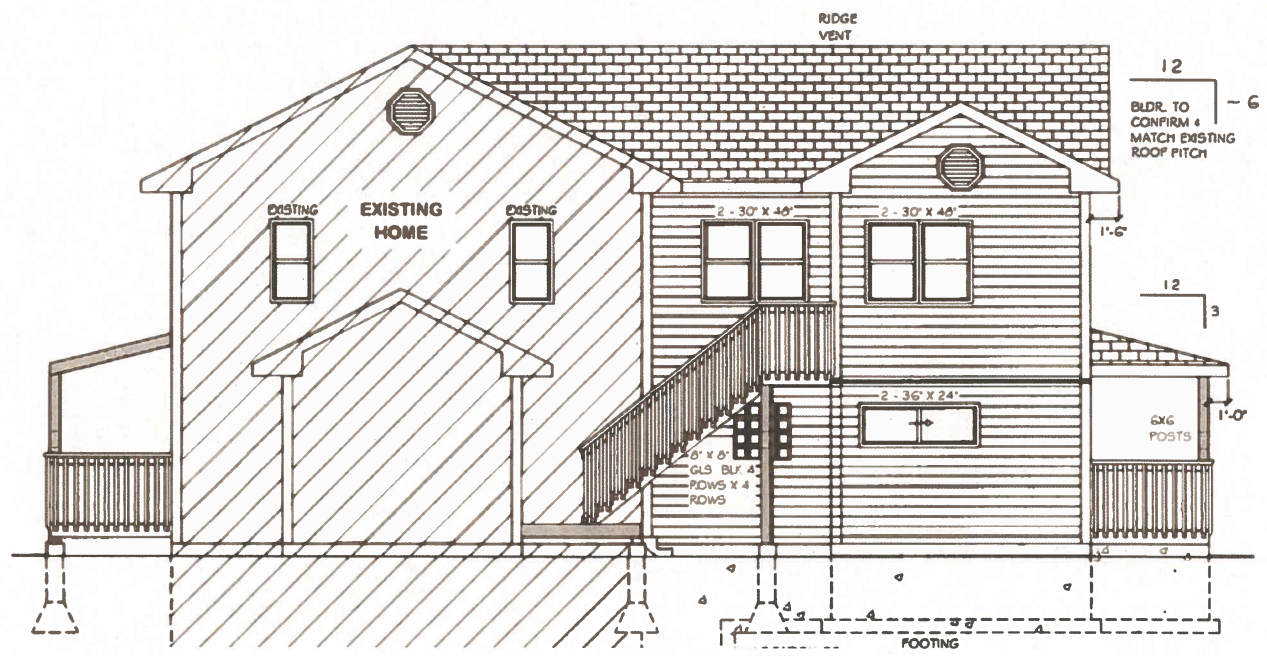 RIDGE
VENT
12
~ 6
BLDR. TO
CONFIRM &
MATCH EXISTING
ROOF PITCH
EXISTING
EXISTING
HOME
EXISTING
2 - 30" X 48"
2 - 30" X 48"
1'-6"
12
3
2 - 36" X 24"
1'-0"
6X6
POSTS
8" X 8"
GLS BLK 4
ROWS X 4
ROWS
FOOTING